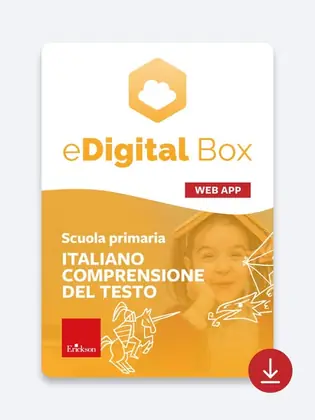 eDigital Box
WEB APP
Scuola primaria
ITALIANO
COMPRENSIONE
DEL TESTO
Erickson